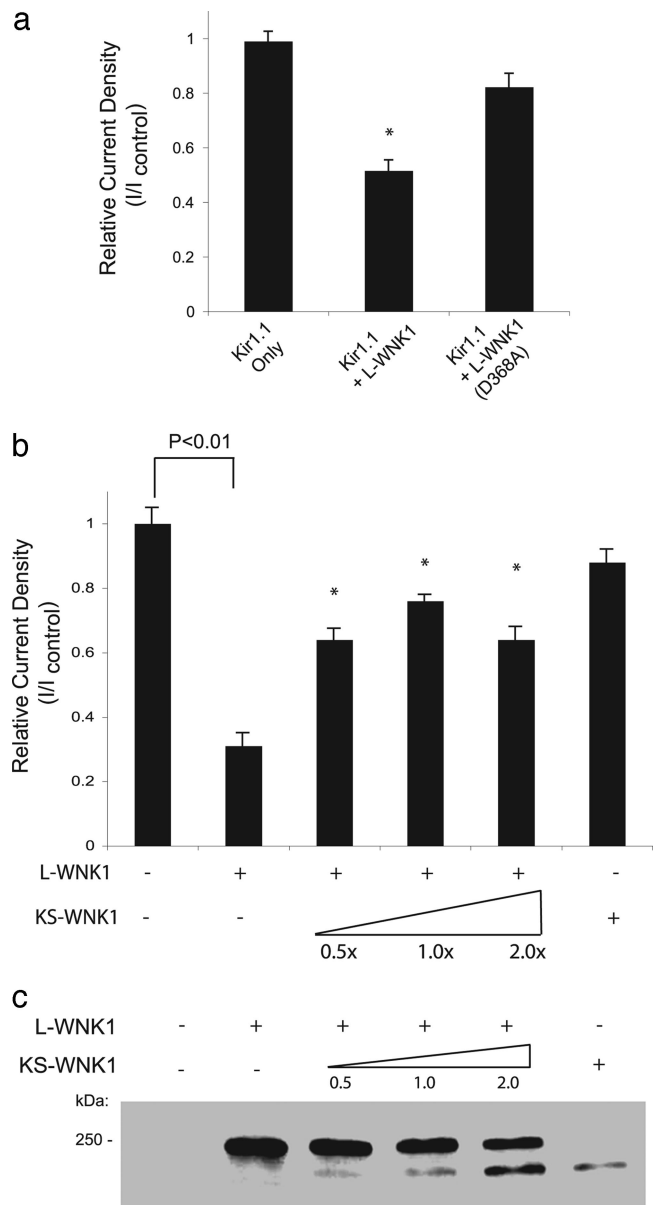 a
Relative Current Density
(I/I control)
1
0.8
0.6
0.4
0.2
0
*
Kir1.1
Only
Kir1.1
+ L-WNK1
Kir1.1
+ L-WNK1
(D368A)
b
P<0.01
Relative Current Density
(I/I control)
1
0.8
0.6
0.4
0.2
0
* * *
L-WNK1 - + + + + -
KS-WNK1 - - +
0.5x 1.0x 2.0x
c
L-WNK1 - + + + + -
KS-WNK1 - - +
0.5 1.0 2.0
kDa:
250 -